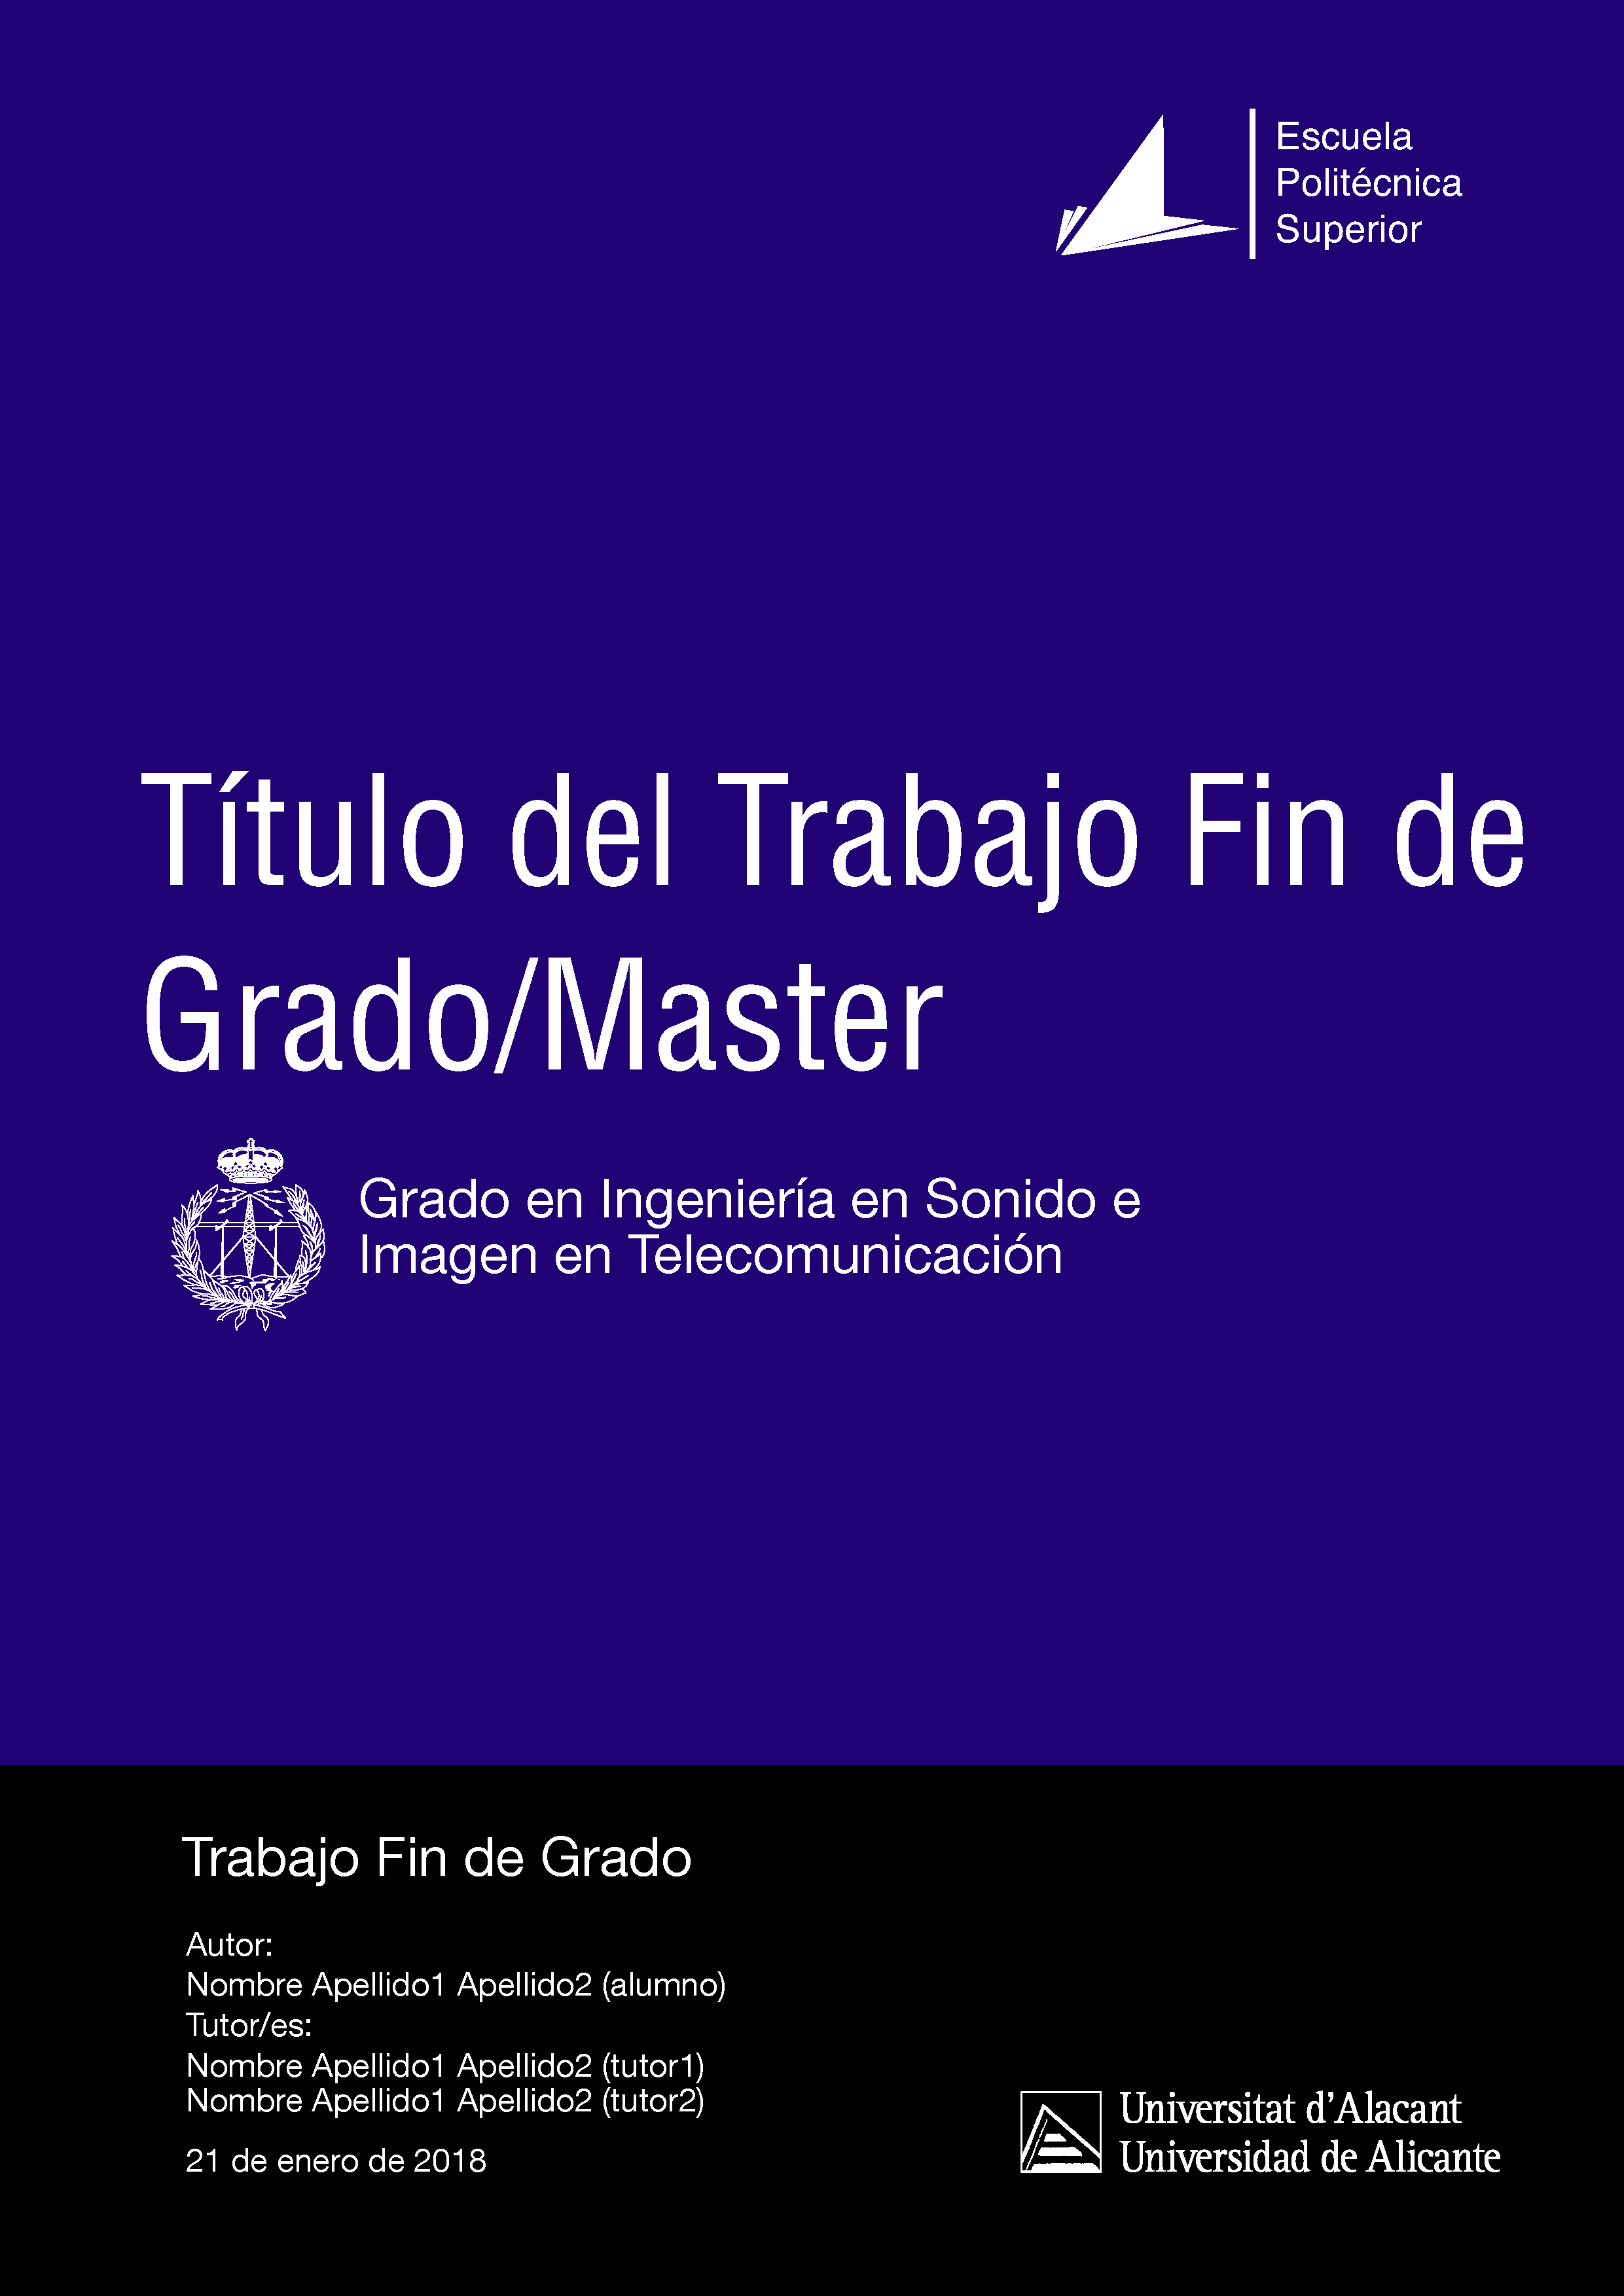 Escuela
Politécnica
Superior
Título del Trabajo Fin de
Grado/Master
Grado en Ingeniería en Sonido e
Imagen en Telecomunicación
Trabajo Fin de Grado
Autor:
Nombre Apellido1 Apellido2 (alumno)
Tutor/es:
Nombre Apellido1 Apellido2 (tutor1)
Nombre Apellido1 Apellido2 (tutor2)
21 de enero de 2018
Universitat d’Alacant
Universidad de Alicante